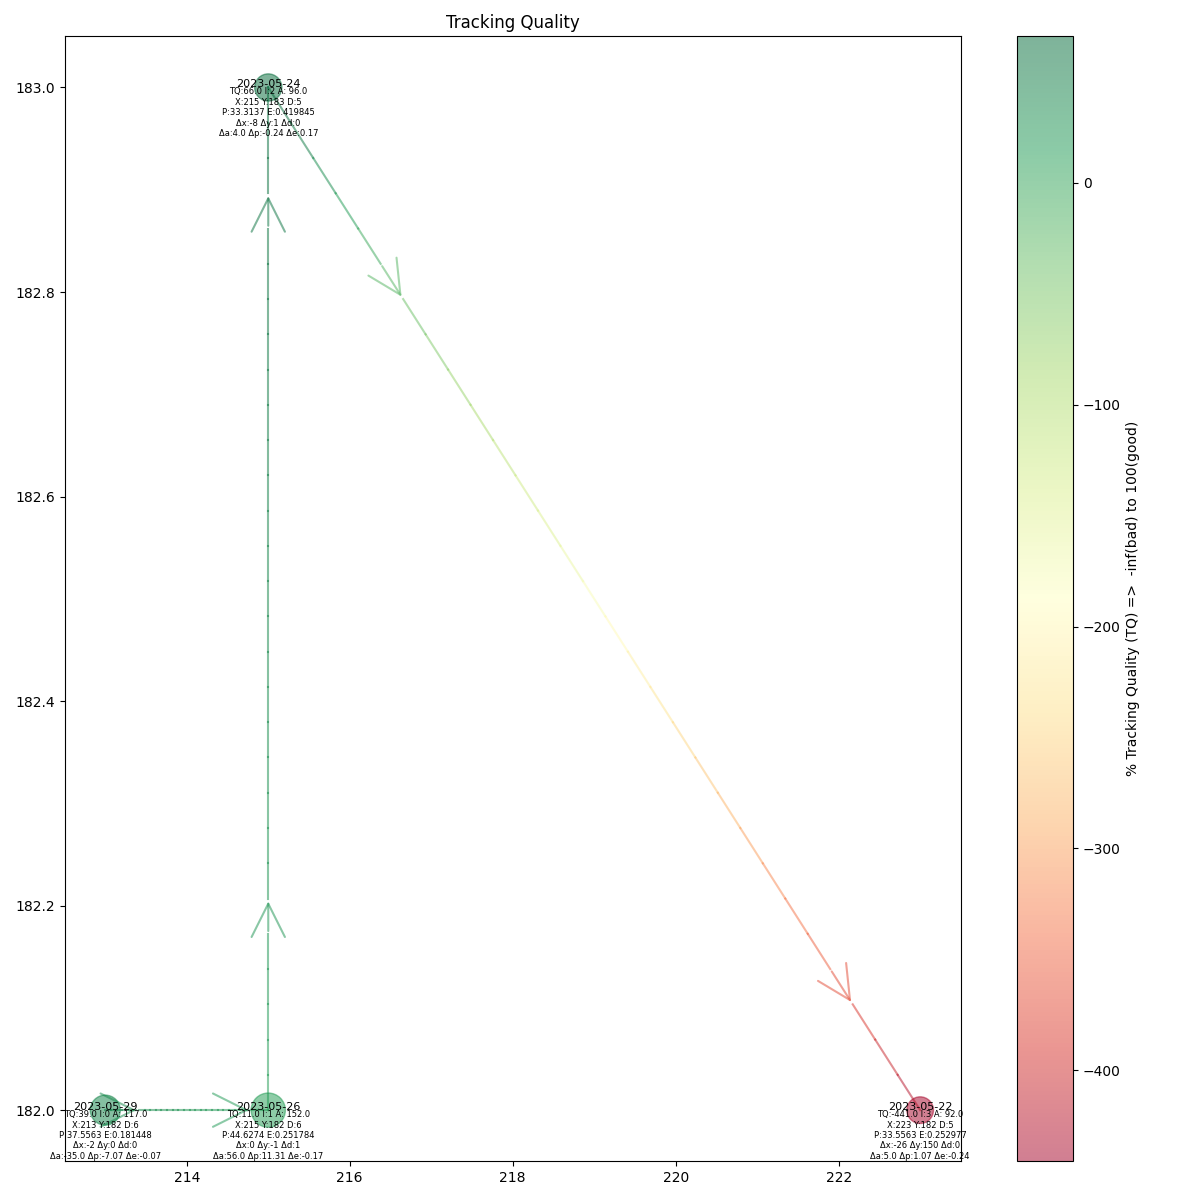 Tracking Quality
183.0
182.8
182.6
182.4
182.2
182.0
214
216
218
220
222
2023-05-24
TQ:66.0 I:2 A: 96.0
X:215 Y:183 D:5
P:33.3137 E:0.419845
Δx:-8 Δy:1 Δd:0
Δa:4.0 Δp:-0.24 Δe:0.17
2023-05-29
TQ:39.0 I:0 A: 117.0
X:213 Y:182 D:6
P:37.5563 E:0.181448
Δx:-2 Δy:0 Δd:0
Δa:-35.0 Δp:-7.07 Δe:-0.07
2023-05-26
TQ:11.0 I:1 A: 152.0
X:215 Y:182 D:6
P:44.6274 E:0.251784
Δx:0 Δy:-1 Δd:1
Δa:56.0 Δp:11.31 Δe:-0.17
2023-05-22
TQ:-441.0 I:3 A: 92.0
X:223 Y:182 D:5
P:33.5563 E:0.252977
Δx:-26 Δy:150 Δd:0
Δa:5.0 Δp:1.07 Δe:-0.24
0
−100
−200
−300
−400
% Tracking Quality (TQ) => -inf(bad) to 100(good)